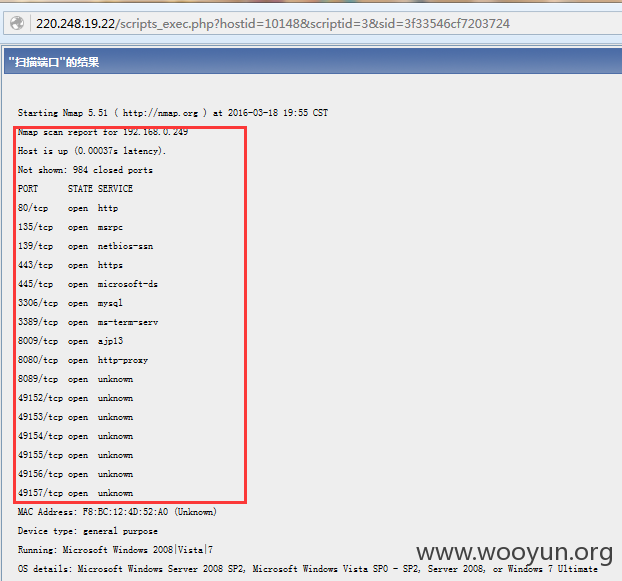 220.248.19.22/scripts_exec.php?hostid=10148&scriptid=3&sid=3f33546cf7203724
"扫描端口"的结果
Starting Nmap 5.51 ( http://nmap.org ) at 2016-03-18 19:55 CST
Nmap scan report for 192.168.0.249
Host is up (0.00037s latency).
Not shown: 984 closed ports
PORT STATE SERVICE
80/tcp open http
135/tcp open msrpc
139/tcp open netbios-ssn
443/tcp open https
445/tcp open microsoft-ds
3306/tcp open mysql
3389/tcp open ms-term-serv
8009/tcp open ajp13
8080/tcp open http-proxy
8089/tcp open unknown
49152/tcp open unknown
49153/tcp open unknown
49154/tcp open unknown
49155/tcp open unknown
49156/tcp open unknown
49157/tcp open unknown
MAC Address: F8:BC:12:4D:52:A0 (Unknown)
Device type: general purpose
Running: Microsoft Windows 2008|Vista|7
OS details: Microsoft Windows Server 2008 SP2, Microsoft Windows Vista SP0 - SP2, Server 2008, or Windows 7 Ultimate
www.wooyun.org